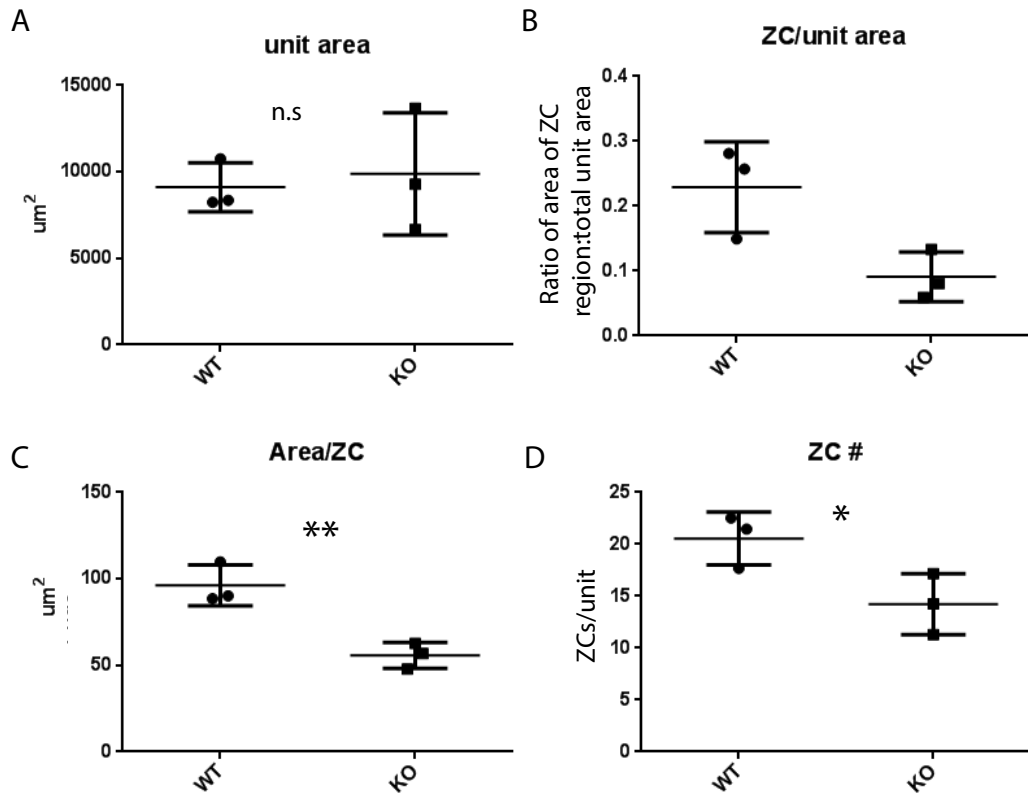 A
unit area
15000
10000
5000
0
um²
n.s
WT
KO
B
ZC/unit area
0.4
0.3
0.2
0.1
0.0
Ratio of area of ZC
region:total unit area
WT
KO
C
Area/ZC
150
100
50
0
um²
**
WT
KO
D
ZC #
25
20
15
10
5
0
ZCs/unit
*
WT
KO